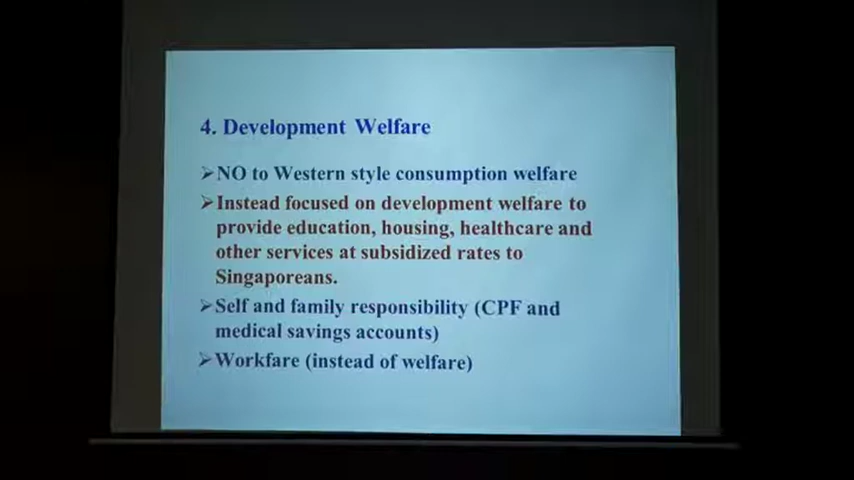 4. Development Welfare
➢NO to Western style consumption welfare
➢Instead focused on development welfare to
provide education, housing, healthcare and
other services at subsidized rates to
Singaporeans.
➢Self and family responsibility (CPF and
medical savings accounts)
➢Workfare (instead of welfare)